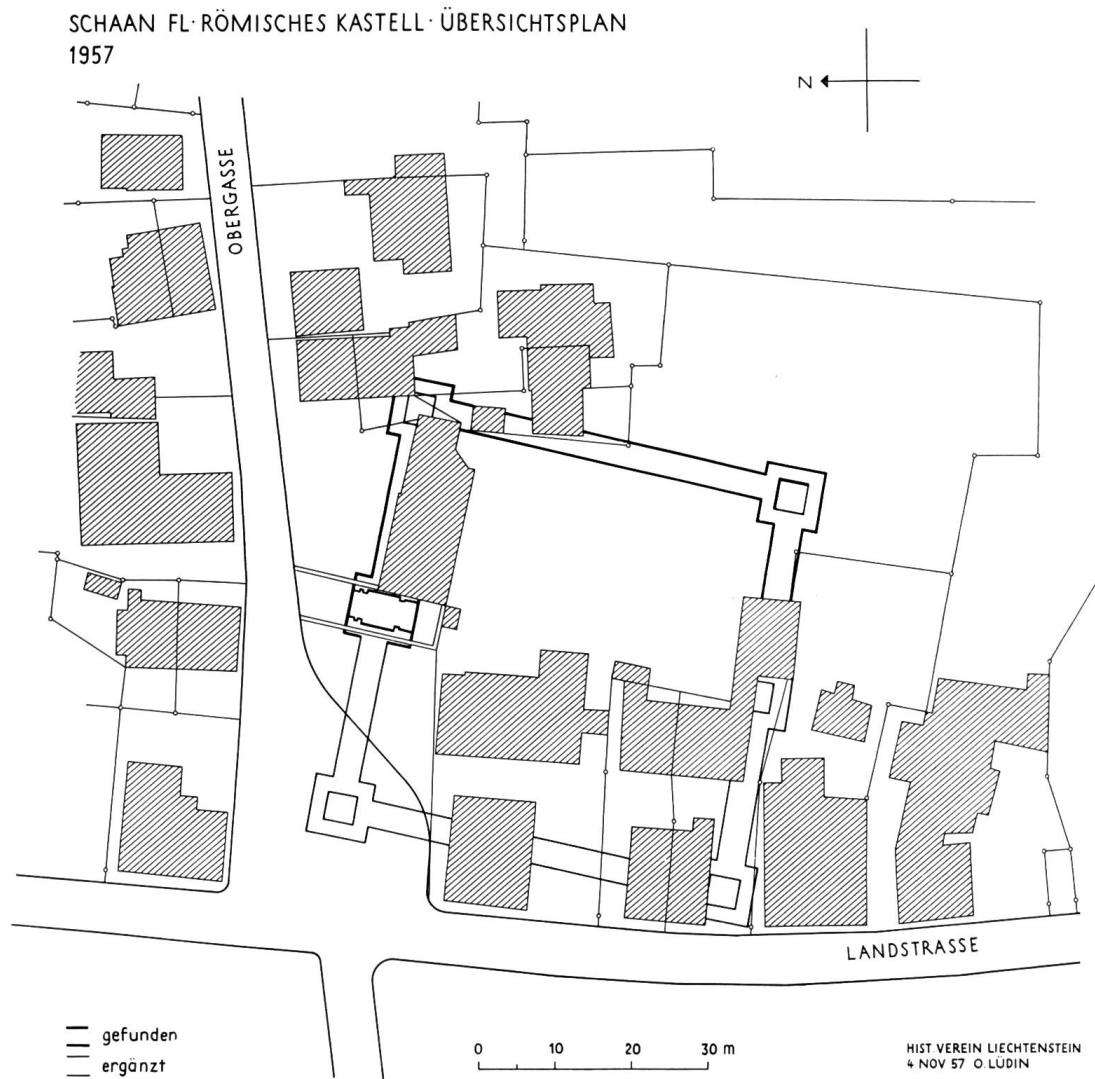 SCHAAN FL · RÖMISCHES KASTELL · ÜBERSICHTSPLAN
1957
N
OBERGASSE
LANDSTRASSE
gefunden
ergänzt
0 10 20 30 m
HIST. VEREIN LIECHTENSTEIN
4 NOV 57 O. LÜDIN